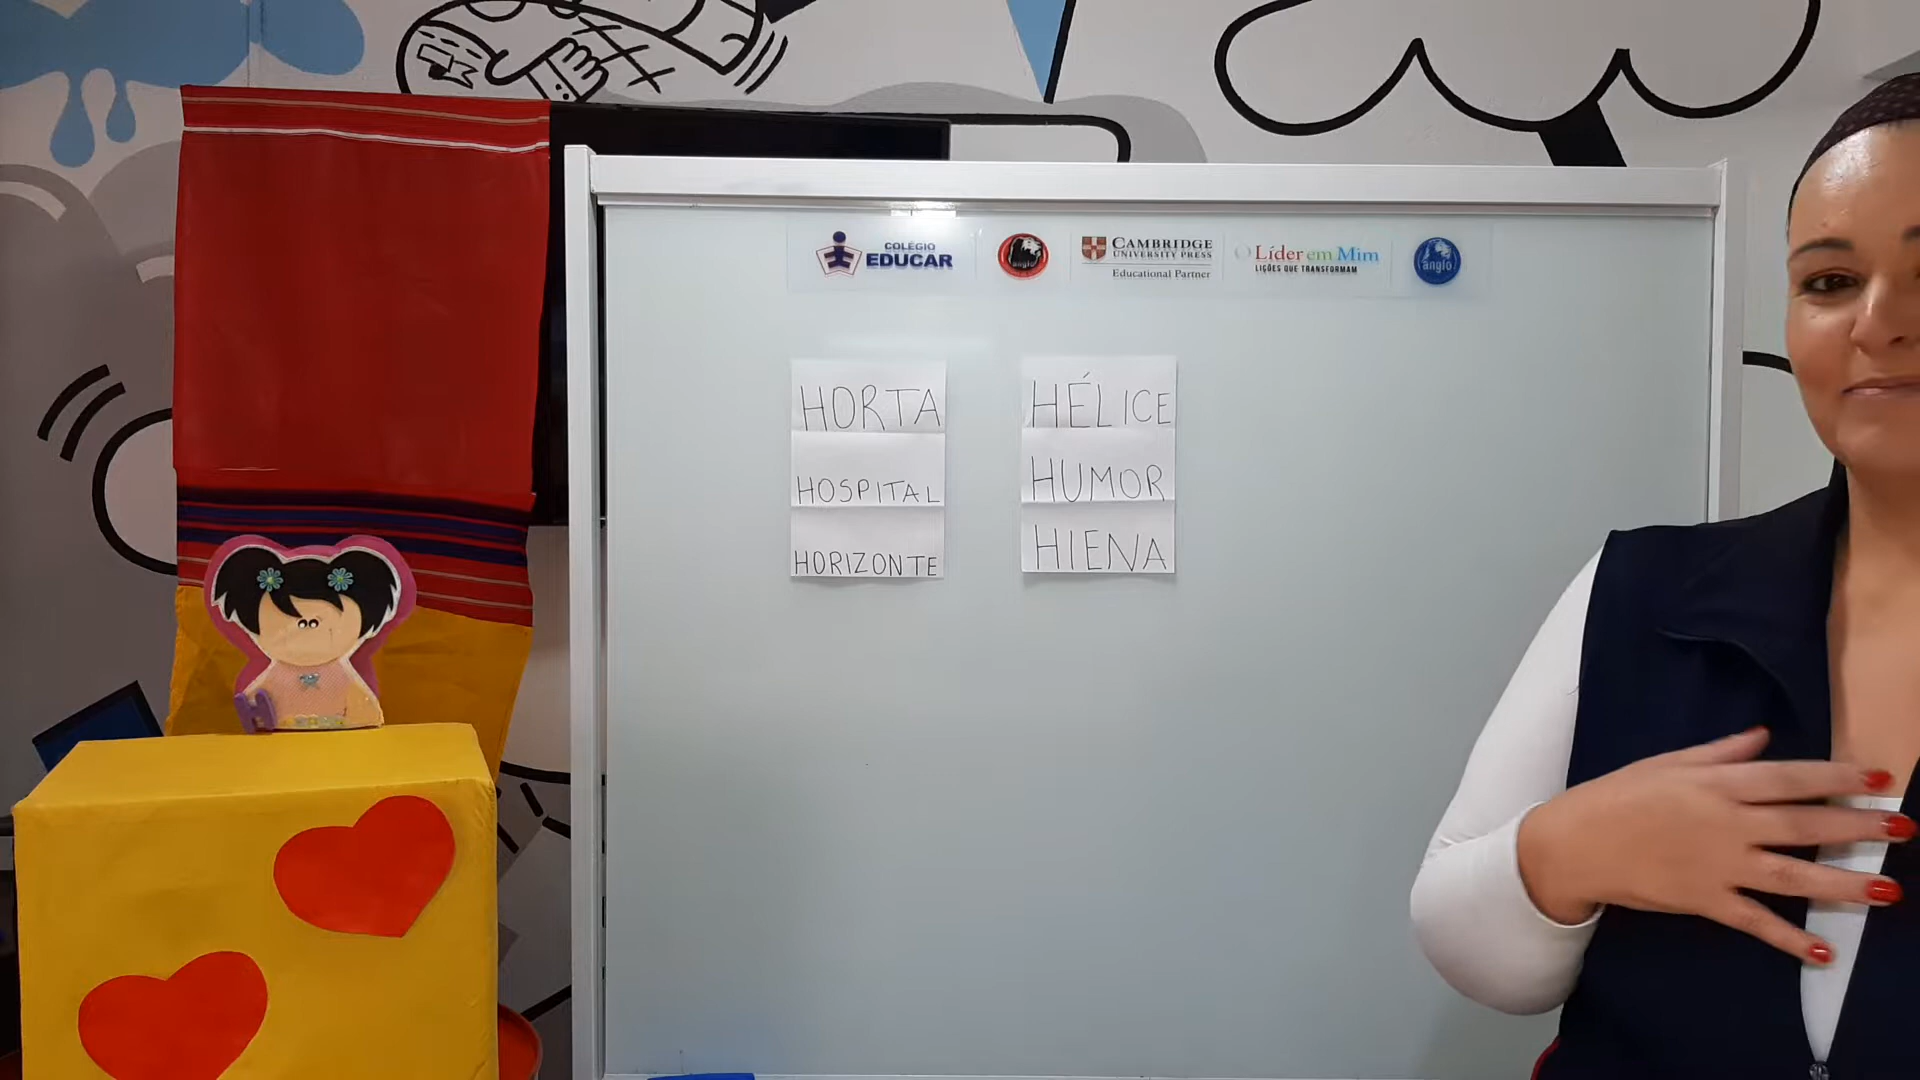 COLÉGIO
EDUCAR
anglo
CAMBRIDGE
UNIVERSITY PRESS
Educational Partner
O Líder em Mim
LIÇÕES QUE TRANSFORMAM
anglo
HORTA
HOSPITAL
HORIZONTE
HÉLICE
HUMOR
HIENA
H